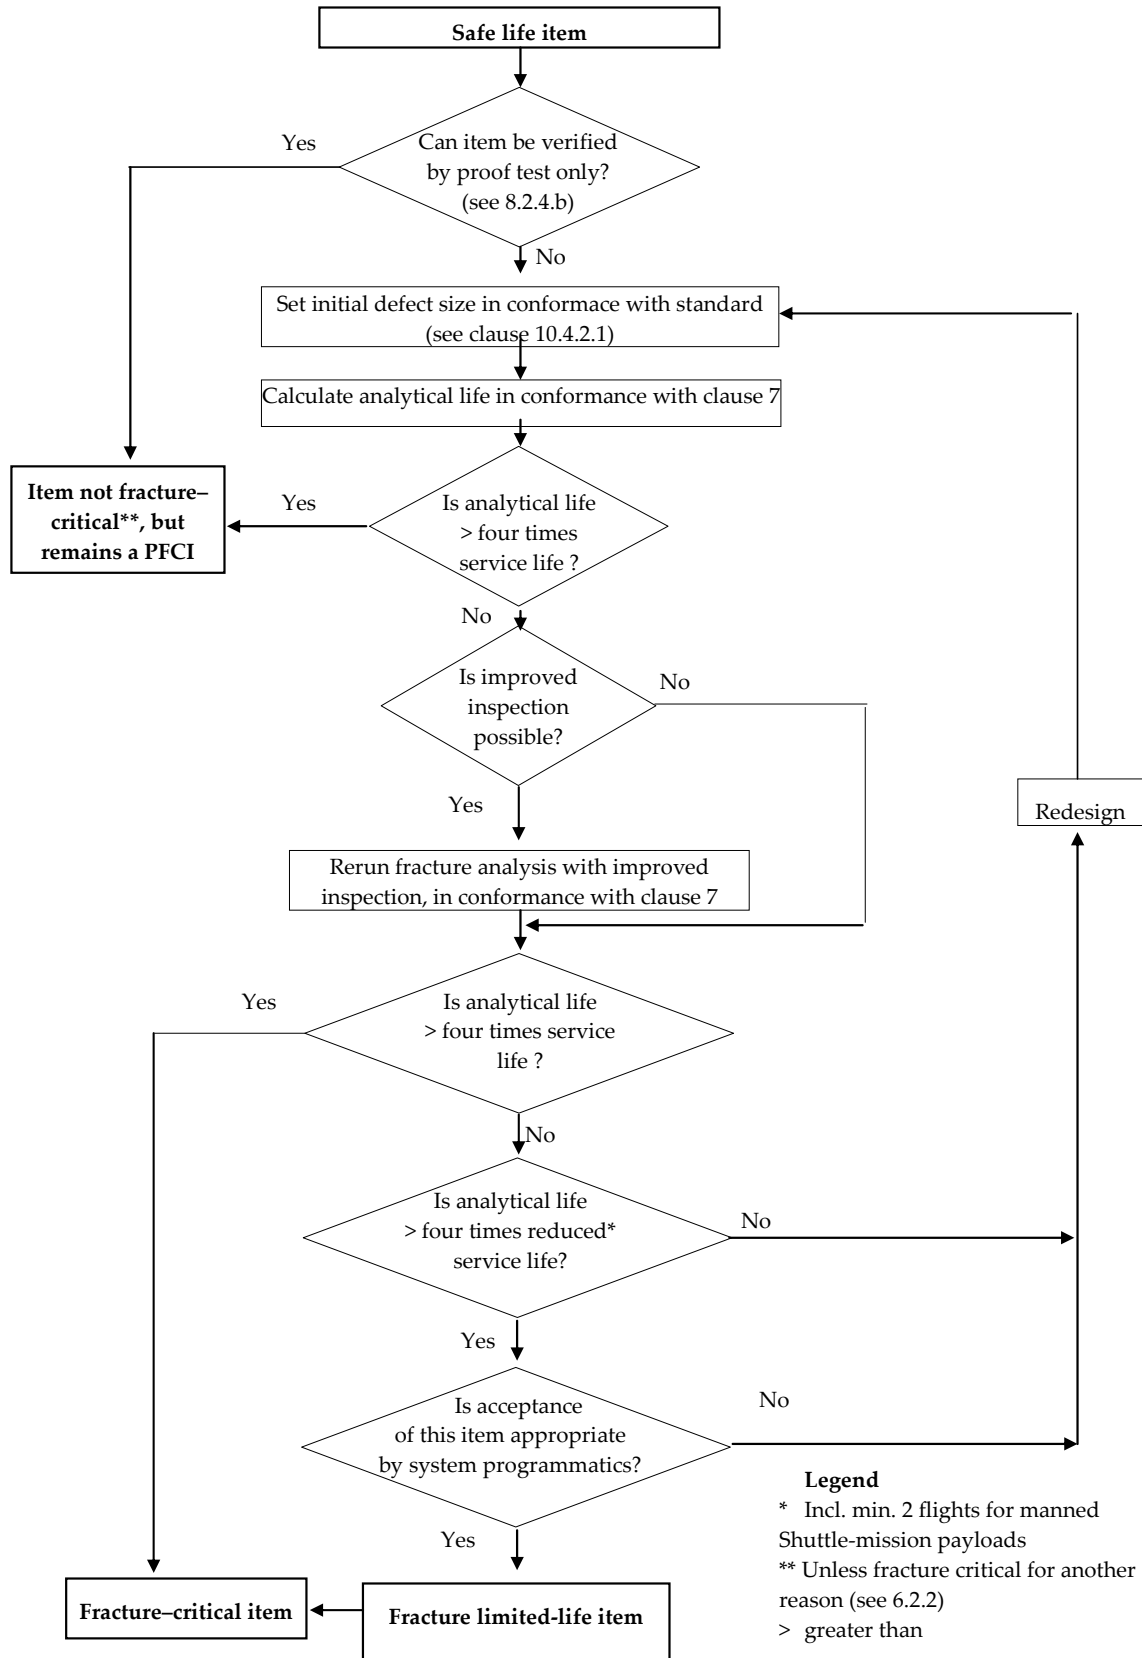 Safe life item
Can item be verified
by proof test only?
(see 8.2.4.b)
Yes
No
Set initial defect size in conformace with standard
(see clause 10.4.2.1)
Calculate analytical life in conformance with clause 7
Is analytical life
> four times
service life ?
Yes
Item not fracture–
critical**, but
remains a PFCI
No
Is improved
inspection
possible?
No
Yes
Redesign
Rerun fracture analysis with improved
inspection, in conformance with clause 7
Is analytical life
> four times service
life ?
Yes
No
Is analytical life
> four times reduced*
service life?
No
Yes
Is acceptance
of this item appropriate
by system programmatics?
No
Yes
Fracture–critical item
Fracture limited-life item
Legend
* Incl. min. 2 flights for manned
Shuttle-mission payloads
** Unless fracture critical for another
reason (see 6.2.2)
> greater than